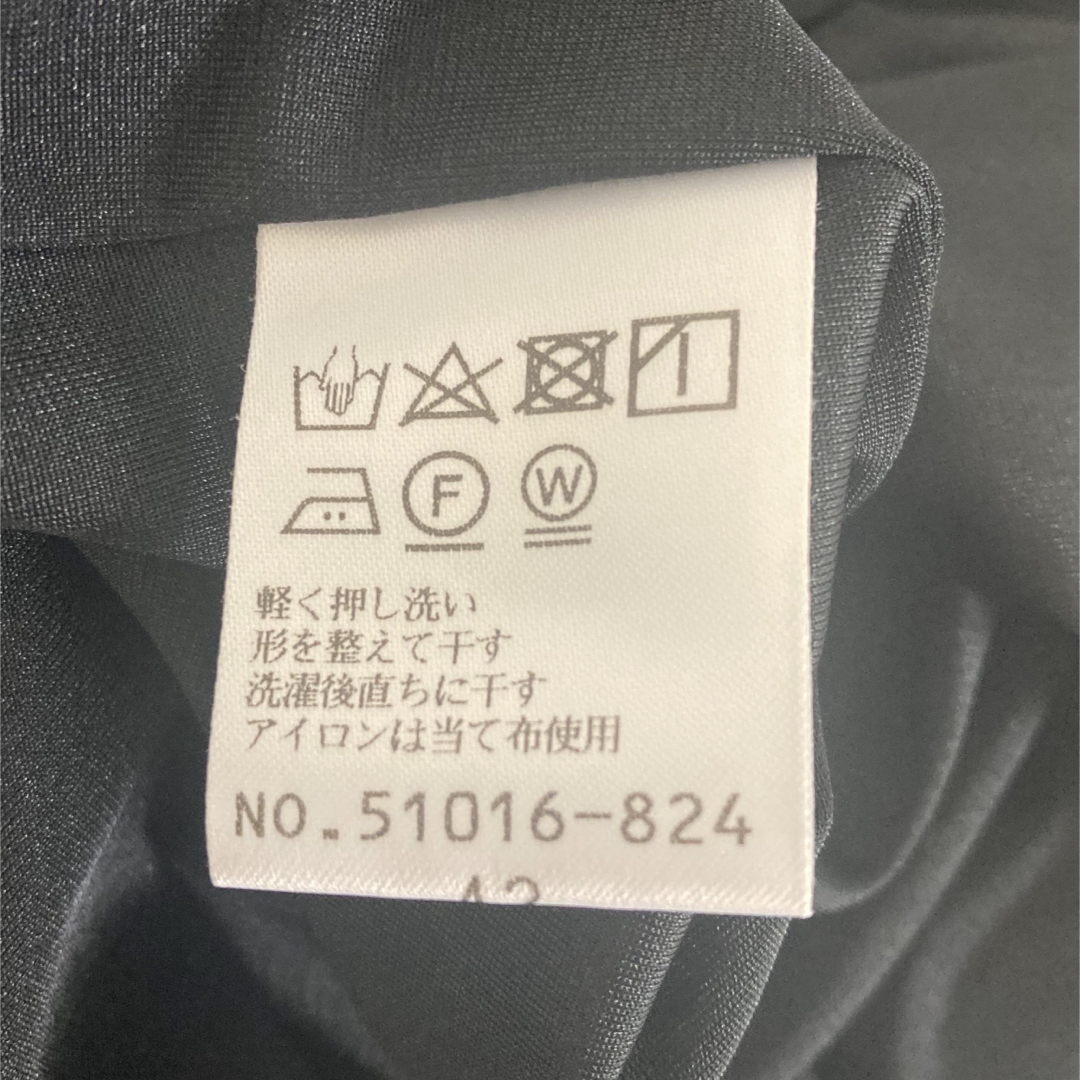 F W
軽く押し洗い
形を整えて干す
洗濯後直ちに干す
アイロンは当て布使用
NO.51016-824